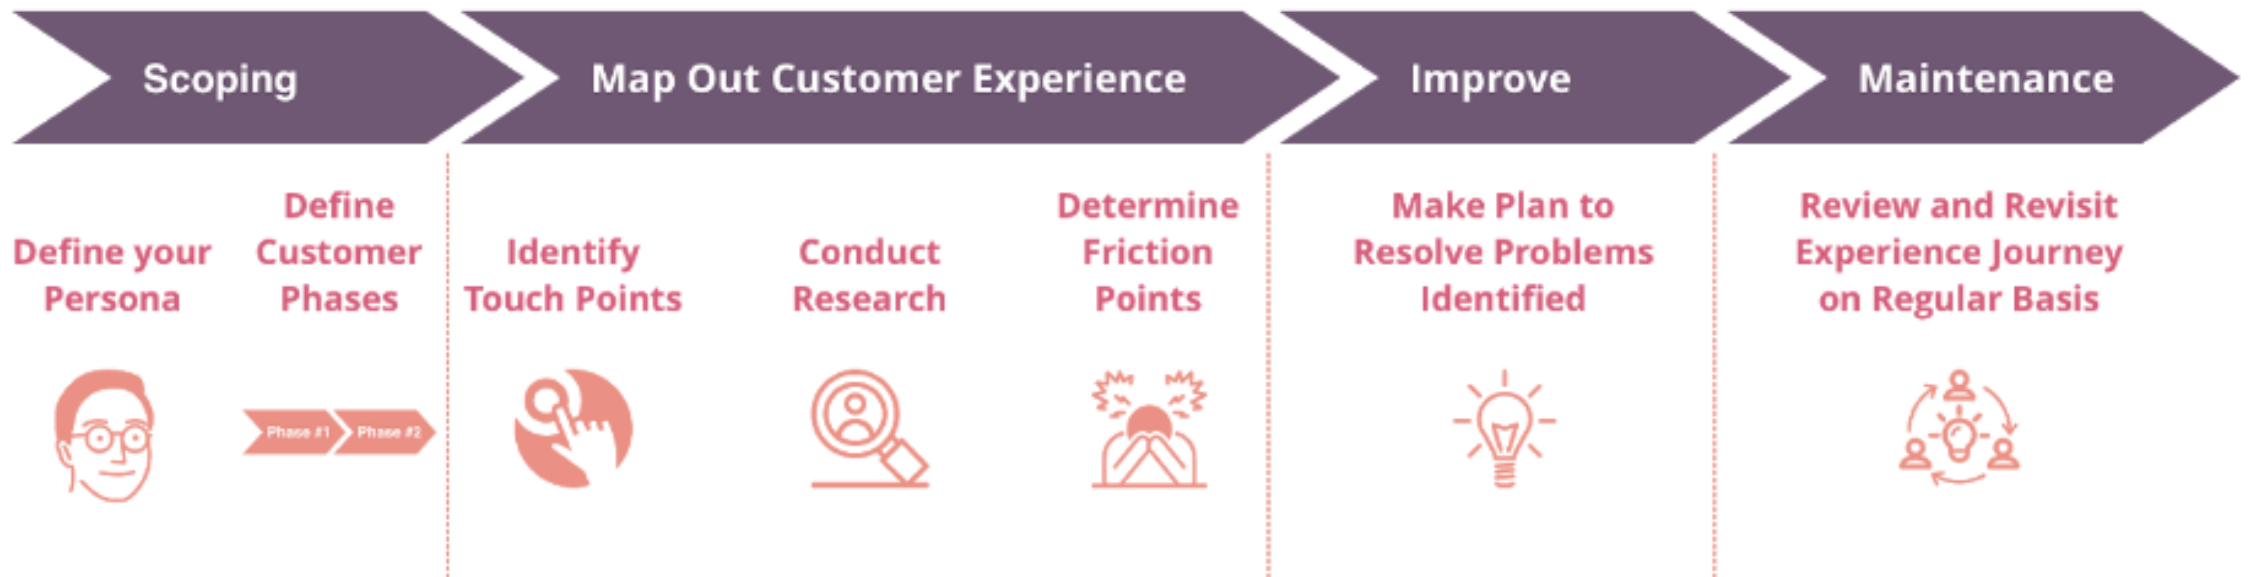 Scoping
Map Out Customer Experience
Improve
Maintenance
Define your
Persona
Define
Customer
Phases
Identify
Touch Points
Conduct
Research
Determine
Friction
Points
Make Plan to
Resolve Problems
Identified
Review and Revisit
Experience Journey
on Regular Basis
Phase #1
Phase #2